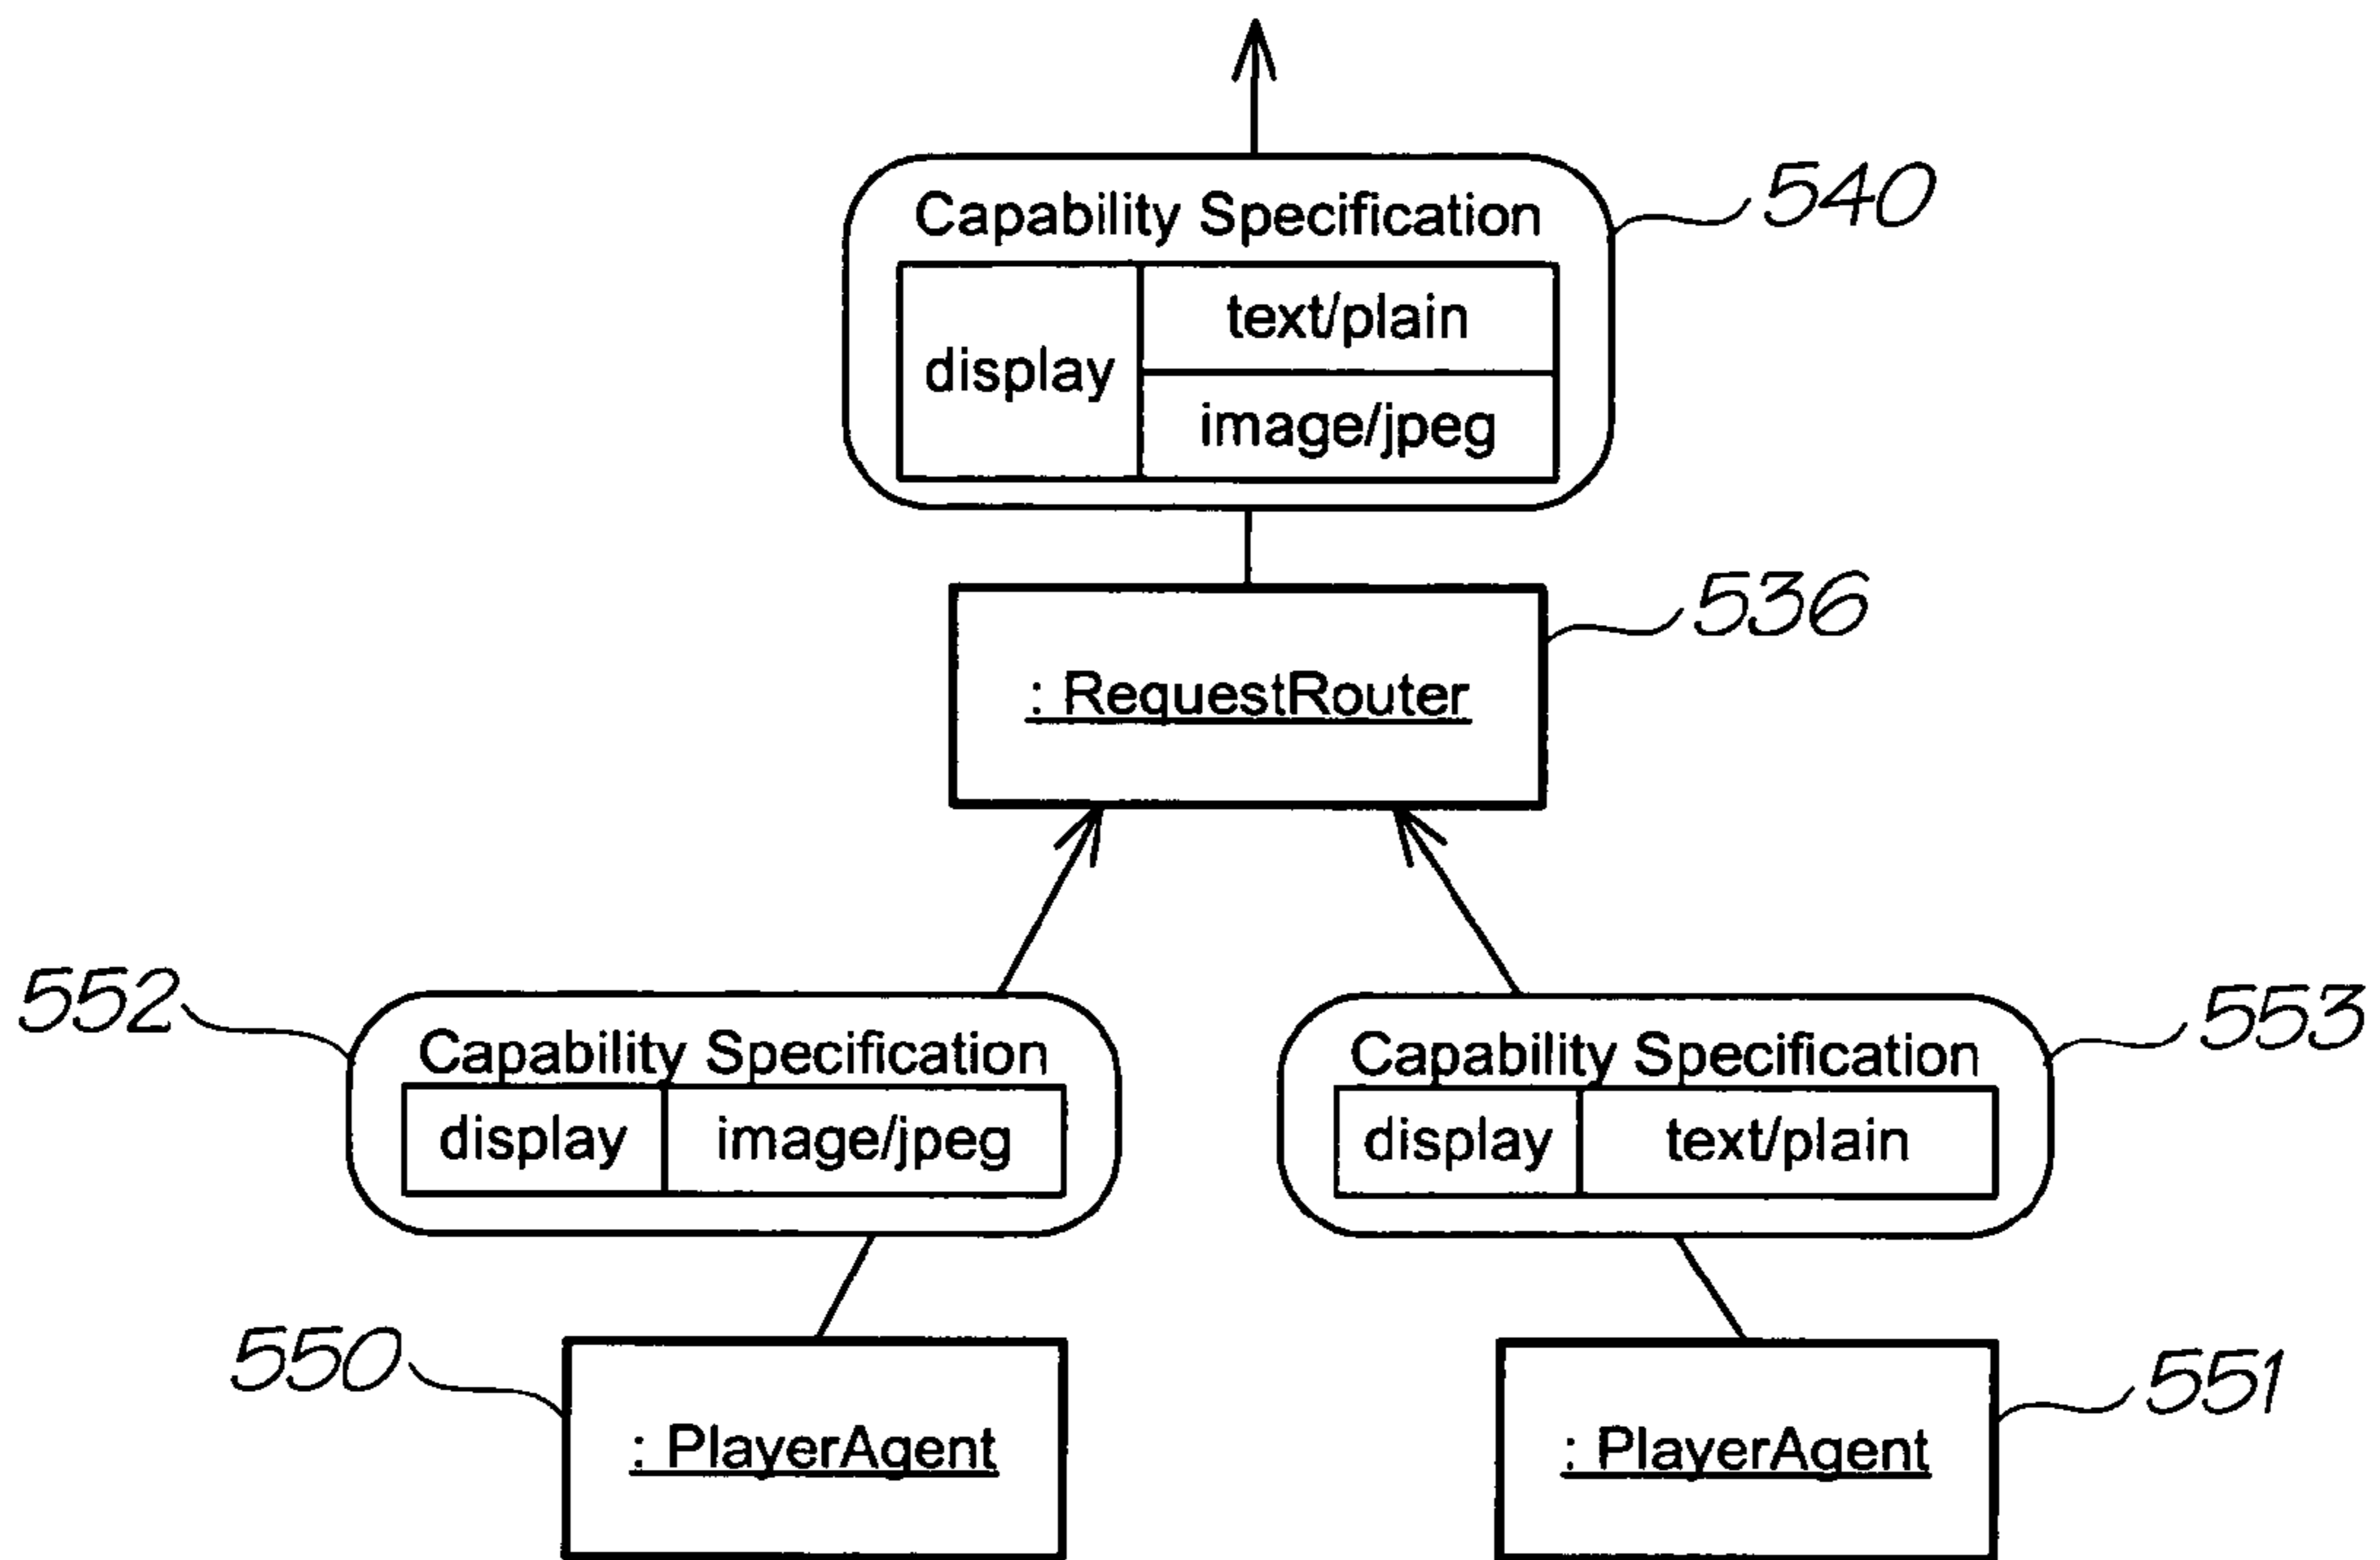 Capability Specification
540
display
text/plain
image/jpeg
536
: RequestRouter
552
Capability Specification
display
image/jpeg
553
Capability Specification
display
text/plain
550
: PlayerAgent
551
: PlayerAgent